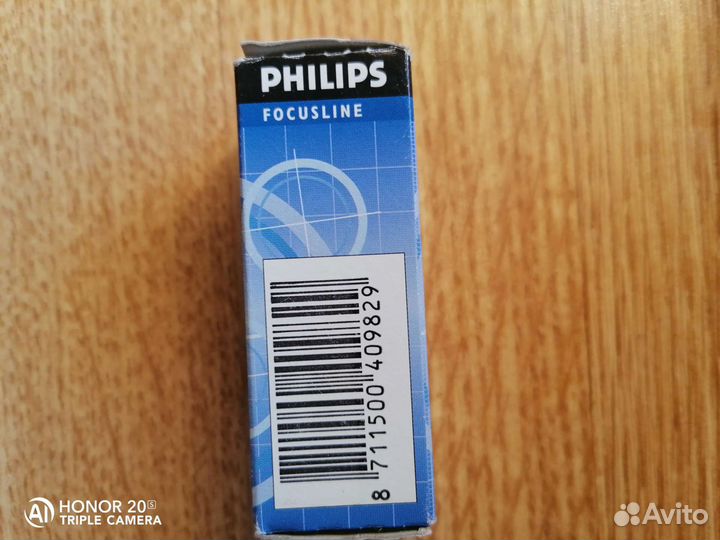 PHILIPS
FOCUSLINE
8 711500 409829
HONOR 20S
TRIPLE CAMERA
Avito